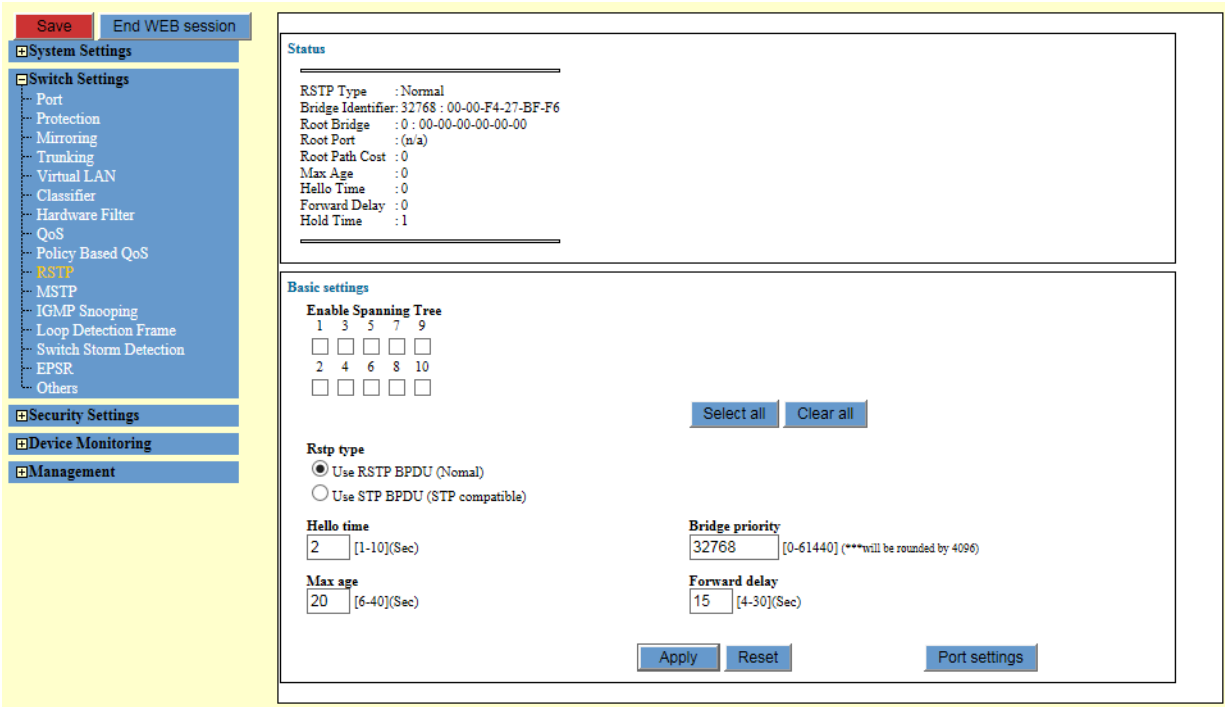 Save End WEB session
System Settings
Switch Settings
Port
Protection
Mirroring
Trunking
Virtual LAN
Classifier
Hardware Filter
QoS
Policy Based QoS
RSTP
MSTP
IGMP Snooping
Loop Detection Frame
Switch Storm Detection
EPSR
Others
Security Settings
Device Monitoring
Management
Status
RSTP Type : Normal
Bridge Identifier: 32768 : 00-00-F4-27-BF-F6
Root Bridge : 0 : 00-00-00-00-00-00
Root Port : (n/a)
Root Path Cost : 0
Max Age : 0
Hello Time : 0
Forward Delay : 0
Hold Time : 1
Basic settings
Enable Spanning Tree
1 3 5 7 9
2 4 6 8 10
Select all Clear all
Rstp type
Use RSTP BPDU (Nomal)
Use STP BPDU (STP compatible)
Hello time Bridge priority
2 [1-10](Sec) 32768 [0-61440] (***will be rounded by 4096)
Max age Forward delay
20 [6-40](Sec) 15 [4-30](Sec)
Apply Reset Port settings